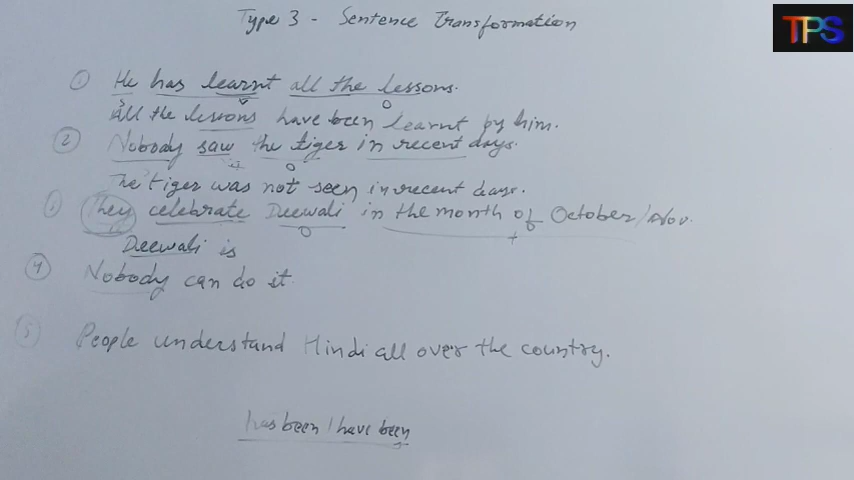 TPS
Type 3 - Sentence Transformation
① He has learnt all the lessons.
S V O
All the lessons have been learnt by him.
② Nobody saw the tiger in recent days.
O
The tiger was not seen in recent days.
They celebrate Deewali in the month of October/Nov.
O +
Deewali is
④ Nobody can do it.
⑤ People understand Hindi all over the country.
has been / have been